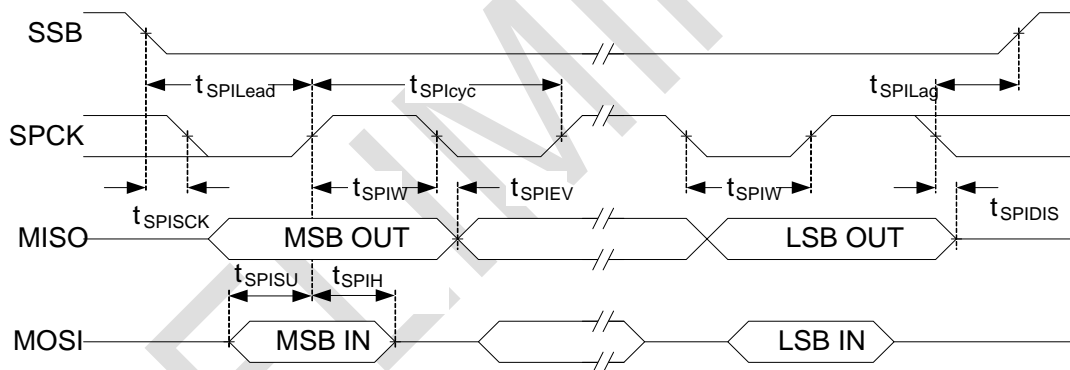 SSB
tSPILead
tSPIcyc
tSPILag
SPCK
tSPIW
tSPIEV
tSPIW
tSPISCK
tSPIDIS
MISO
MSB OUT
LSB OUT
tSPISU
tSPIH
MOSI
MSB IN
LSB IN